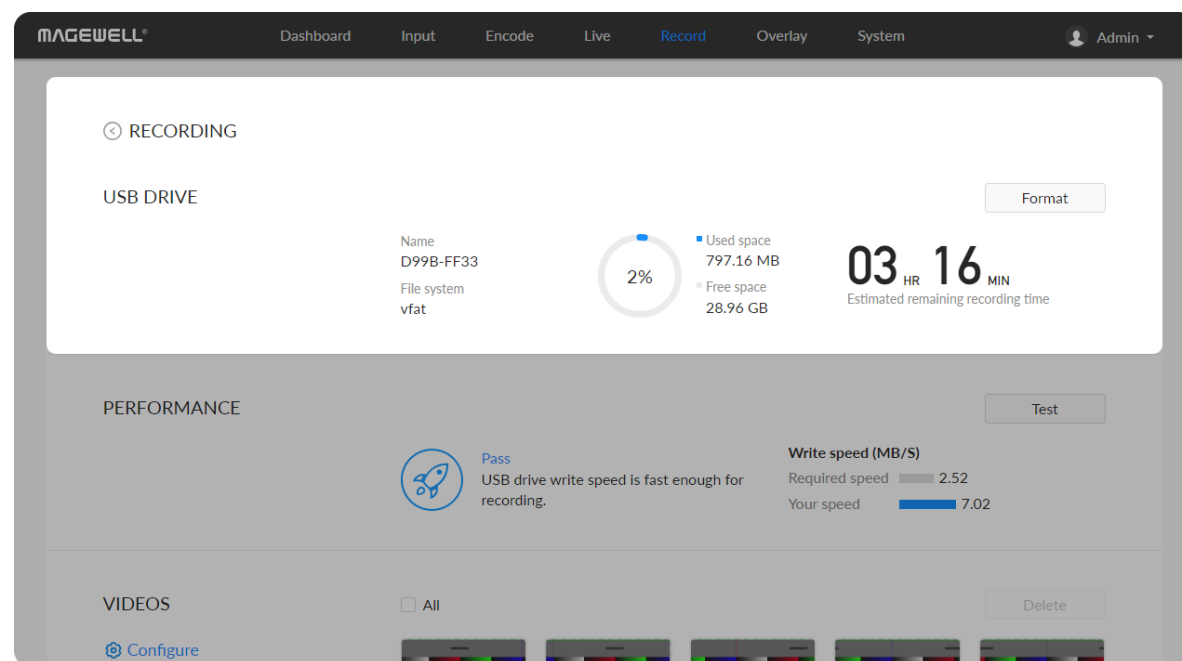 MAGEWELL®
Dashboard Input Encode Live Record Overlay System Admin
RECORDING
USB DRIVE
Format
Name
D99B-FF33
File system
vfat
2%
Used space
797.16 MB
Free space
28.96 GB
03 HR 16 MIN
Estimated remaining recording time
PERFORMANCE
Test
Pass
USB drive write speed is fast enough for
recording.
Write speed (MB/S)
Required speed 2.52
Your speed 7.02
VIDEOS
All
Delete
Configure